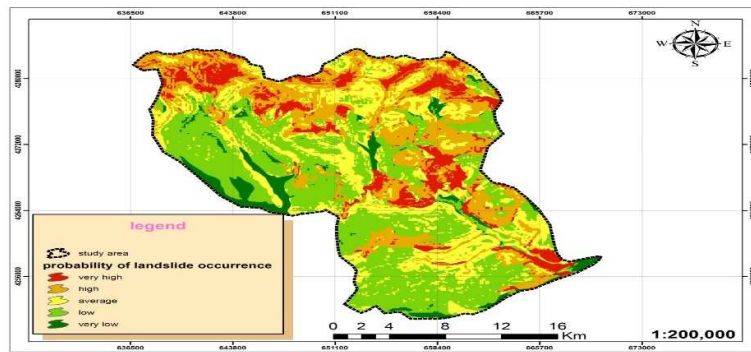 636500 643800 651100 658400 665700 673000
N
W E
S
legend
study area
probability of landslide occurrence
very high
high
average
low
very low
0 2 4 8 12 16
Km
1:200,000
636500 643800 651100 658400 665700 673000